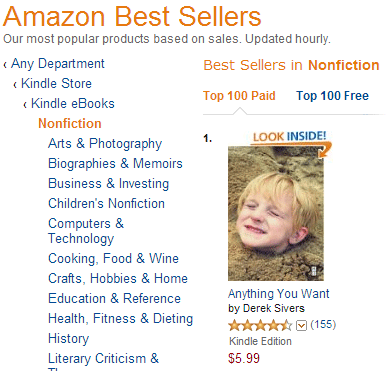 Amazon Best Sellers
Our most popular products based on sales. Updated hourly.
‹ Any Department
‹ Kindle Store
‹ Kindle eBooks
Nonfiction
Arts & Photography
Biographies & Memoirs
Business & Investing
Children's Nonfiction
Computers &
Technology
Cooking, Food & Wine
Crafts, Hobbies & Home
Education & Reference
Health, Fitness & Dieting
History
Literary Criticism &
Best Sellers in Nonfiction
Top 100 Paid Top 100 Free
1.
LOOK INSIDE!
Anything You Want
by Derek Sivers
(155)
Kindle Edition
$5.99